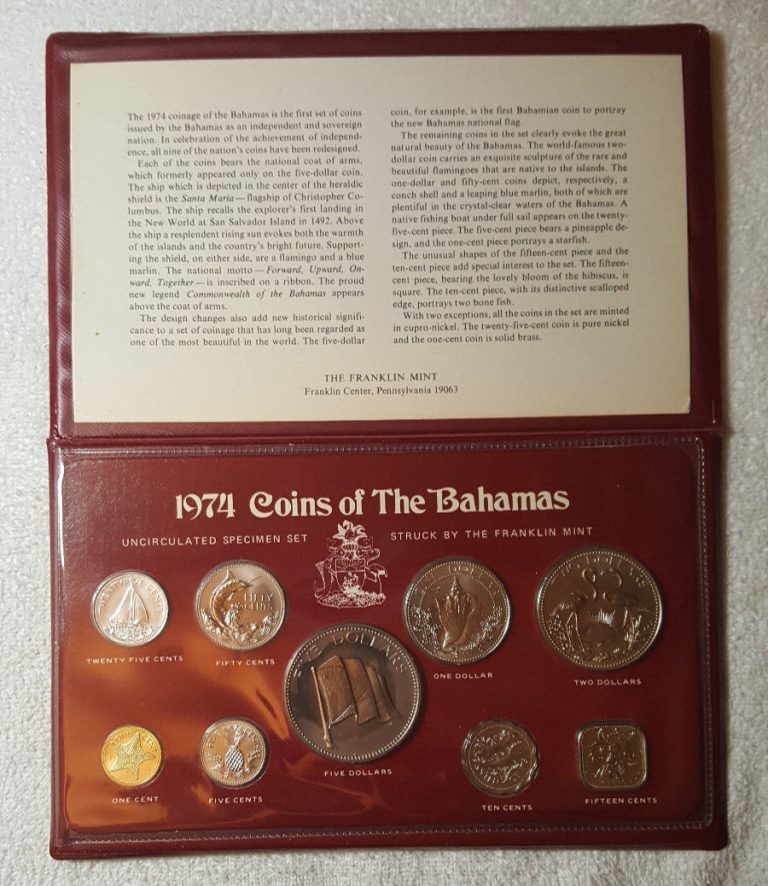 The 1974 coinage of the Bahamas is the first set of coins
issued by the Bahamas as an independent and sovereign
nation. In celebration of the achievement of independ-
ence, all nine of the nation's coins have been redesigned.
Each of the coins bears the national coat of arms,
which formerly appeared only on the five-dollar coin.
The ship which is depicted in the center of the heraldic
shield is the Santa Maria — flagship of Christopher Co-
lumbus. The ship recalls the explorer's first landing in
the New World at San Salvador Island in 1492. Above
the ship a resplendent rising sun evokes both the warmth
of the islands and the country's bright future. Support-
ing the shield, on either side, are a flamingo and a blue
marlin. The national motto — Forward, Upward, On-
ward, Together — is inscribed on a ribbon. The proud
new legend Commonwealth of the Bahamas appears
above the coat of arms.
The design changes also add new historical signifi-
cance to a set of coinage that has long been regarded as
one of the most beautiful in the world. The five-dollar
coin, for example, is the first Bahamian coin to portray
the new Bahamas national flag.
The remaining coins in the set clearly evoke the great
natural beauty of the Bahamas. The world-famous two-
dollar coin carries an exquisite sculpture of the rare and
beautiful flamingoes that are native to the islands. The
one-dollar and fifty-cent coins depict, respectively, a
conch shell and a leaping blue marlin, both of which are
plentiful in the crystal-clear waters of the Bahamas. A
native fishing boat under full sail appears on the twenty-
five-cent piece. The five-cent piece bears a pineapple de-
sign, and the one-cent piece portrays a starfish.
The unusual shapes of the fifteen-cent piece and the
ten-cent piece add special interest to the set. The fifteen-
cent piece, bearing the lovely bloom of the hibiscus, is
square. The ten-cent piece, with its distinctive scalloped
edge, portrays two bone fish.
With two exceptions, all the coins in the set are minted
in cupro-nickel. The twenty-five-cent coin is pure nickel
and the one-cent coin is solid brass.
THE FRANKLIN MINT
Franklin Center, Pennsylvania 19063
1974 Coins of The Bahamas
UNCIRCULATED SPECIMEN SET
STRUCK BY THE FRANKLIN MINT
FIFTY
CENTS
TWO DOLLARS
FIVE DOLLARS
TWENTY FIVE CENTS
FIFTY CENTS
ONE DOLLAR
TWO DOLLARS
ONE CENT
FIVE CENTS
FIVE DOLLARS
TEN CENTS
FIFTEEN CENTS